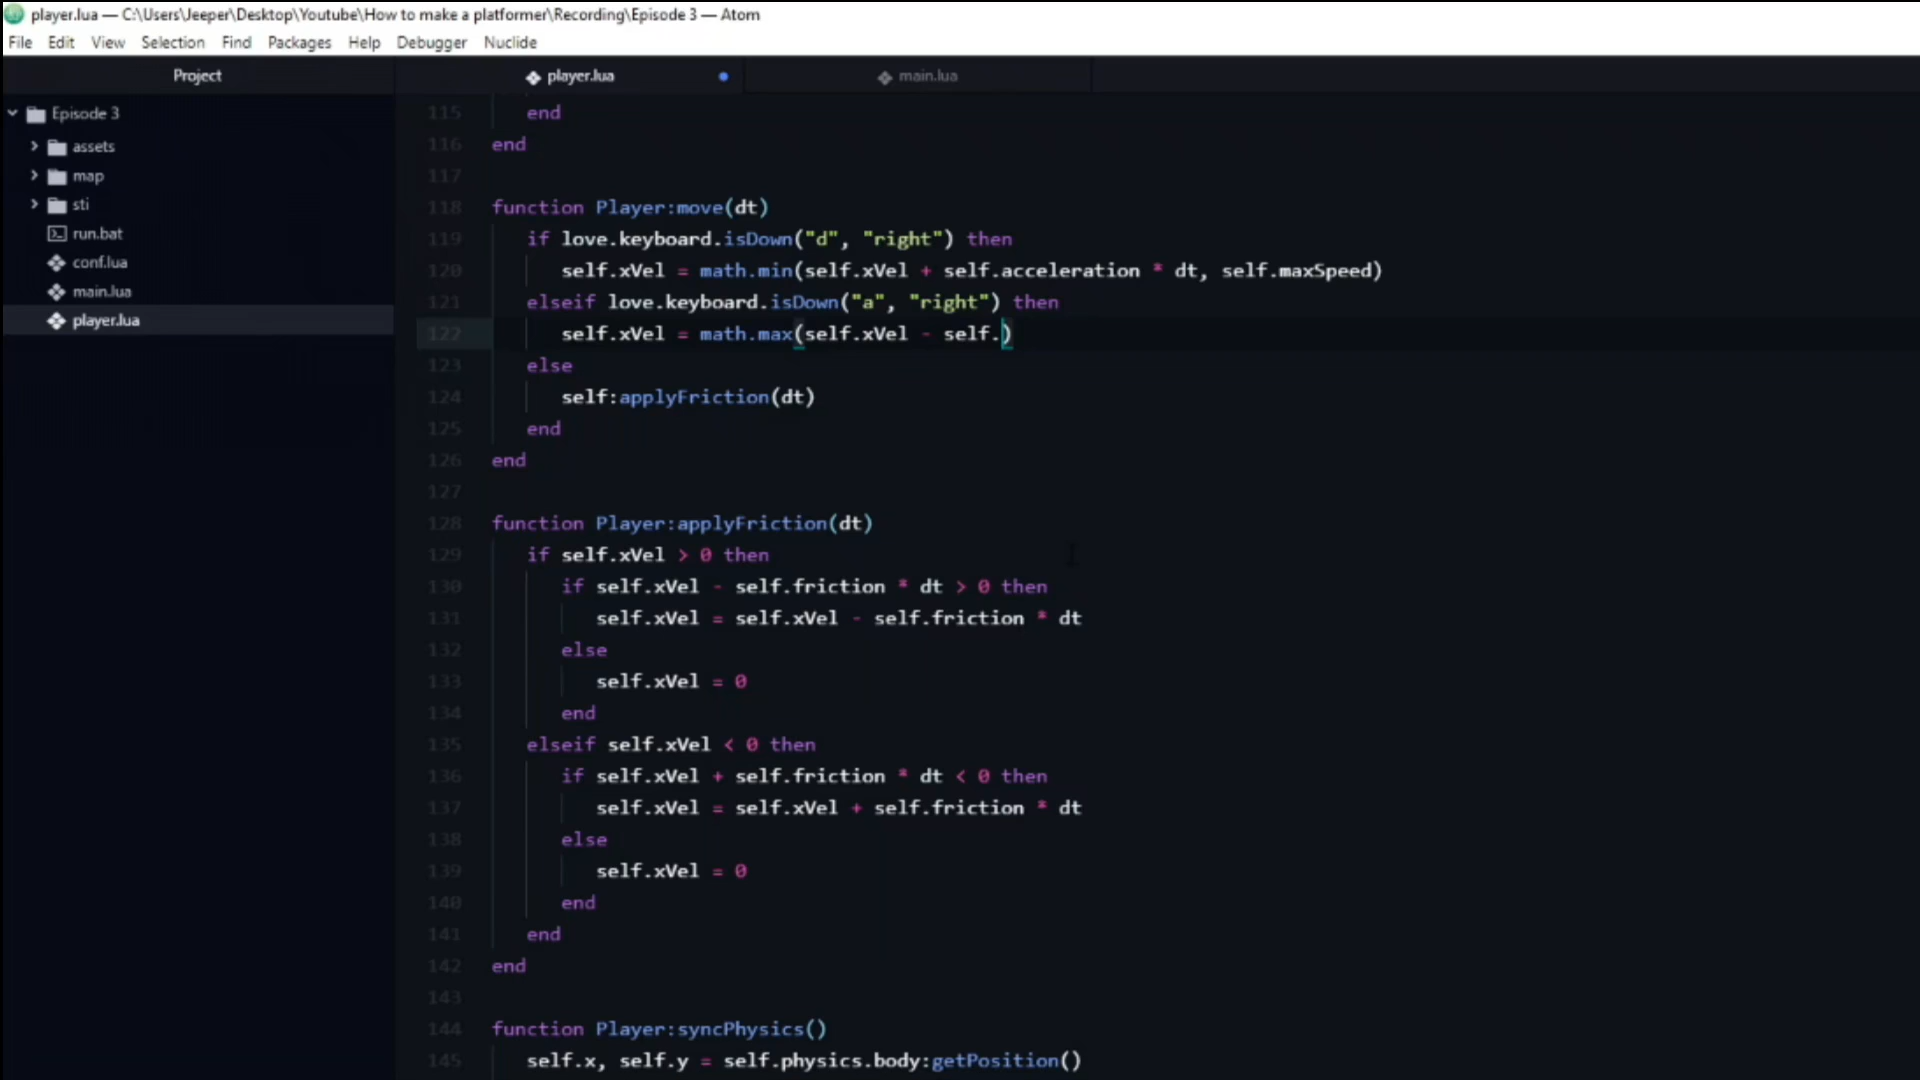 player.lua — C:\Users\Jeeper\Desktop\Youtube\How to make a platformer\Recording\Episode 3 — Atom
File Edit View Selection Find Packages Help Debugger Nuclide
Project
player.lua
main.lua
Episode 3
assets
map
sti
run.bat
conf.lua
main.lua
player.lua
115 end
116 end
117
118 function Player:move(dt)
119 if love.keyboard.isDown("d", "right") then
120 self.xVel = math.min(self.xVel + self.acceleration * dt, self.maxSpeed)
121 elseif love.keyboard.isDown("a", "right") then
122 self.xVel = math.max(self.xVel - self.)
123 else
124 self:applyFriction(dt)
125 end
126 end
127
128 function Player:applyFriction(dt)
129 if self.xVel > 0 then
130 if self.xVel - self.friction * dt > 0 then
131 self.xVel = self.xVel - self.friction * dt
132 else
133 self.xVel = 0
134 end
135 elseif self.xVel < 0 then
136 if self.xVel + self.friction * dt < 0 then
137 self.xVel = self.xVel + self.friction * dt
138 else
139 self.xVel = 0
140 end
141 end
142 end
143
144 function Player:syncPhysics()
145 self.x, self.y = self.physics.body:getPosition()